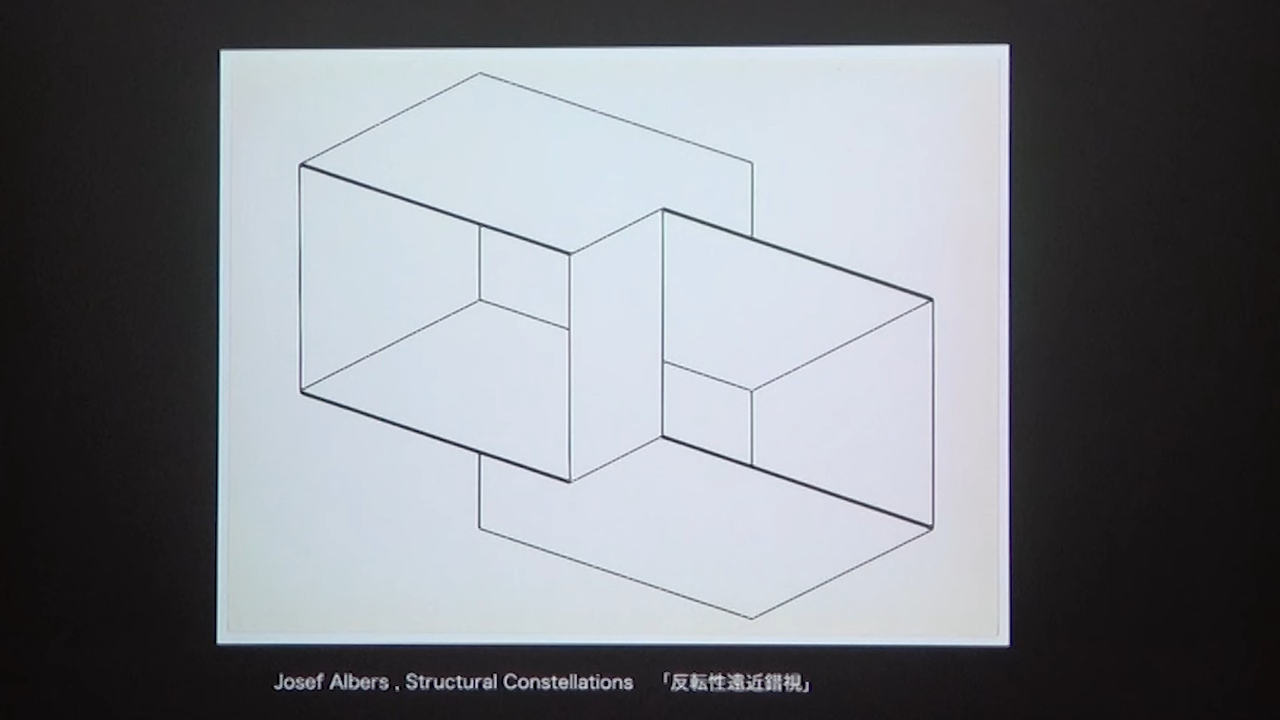 Josef Albers , Structural Constellations 「反転性遠近錯視」